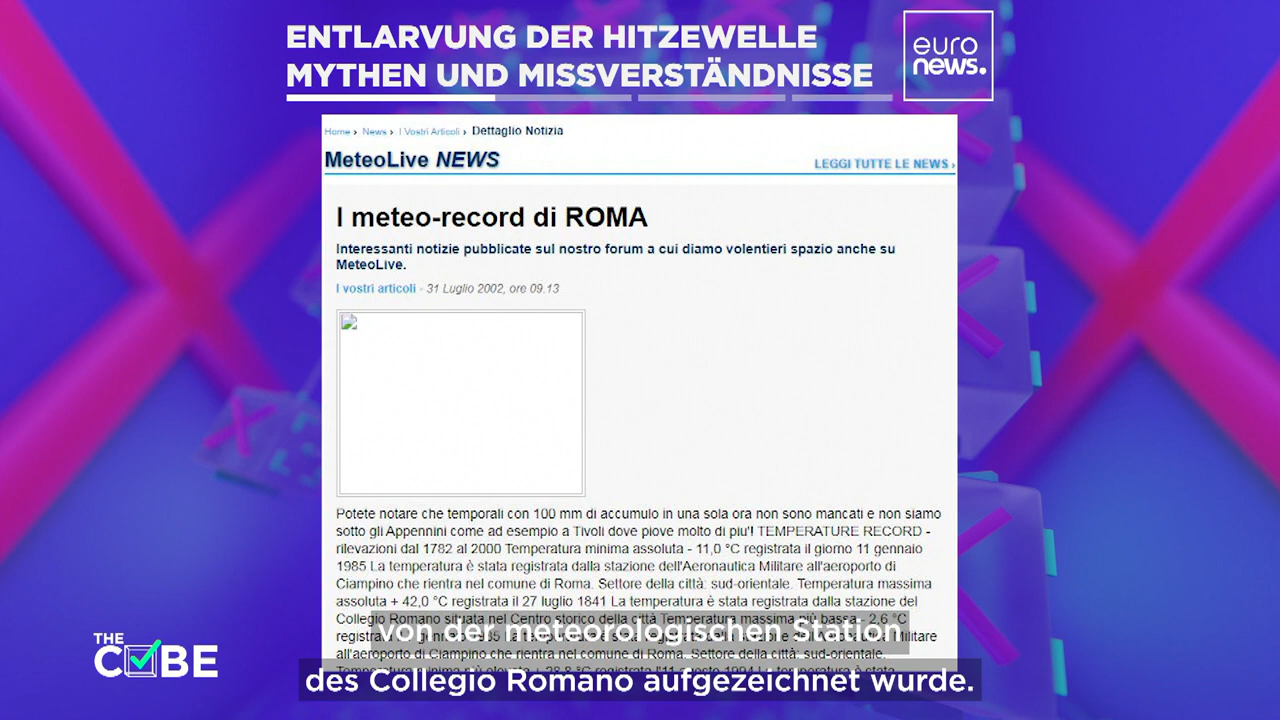 ENTLARVUNG DER HITZEWELLE
MYTHEN UND MISSVERSTÄNDNISSE
euro
news.
Home › News › I Vostri Articoli › Dettaglio Notizia
MeteoLive NEWS
LEGGI TUTTE LE NEWS ›
I meteo-record di ROMA
Interessanti notizie pubblicate sul nostro forum a cui diamo volentieri spazio anche su
MeteoLive.
I vostri articoli - 31 Luglio 2002, ore 09.13
Potete notare che temporali con 100 mm di accumulo in una sola ora non sono mancati e non siamo
sotto gli Appennini come ad esempio a Tivoli dove piove molto di piu'! TEMPERATURE RECORD -
rilevazioni dal 1782 al 2000 Temperatura minima assoluta - 11,0 °C registrata il giorno 11 gennaio
1985 La temperatura è stata registrata dalla stazione dell'Aeronautica Militare all'aeroporto di
Ciampino che rientra nel comune di Roma. Settore della città: sud-orientale. Temperatura massima
assoluta + 42,0 °C registrata il 27 luglio 1841 La temperatura è stata registrata dalla stazione del
Collegio Romano situata nel Centro storico della città Temperatura massima più bassa - 2,6 °C
all'aeroporto di Ciampino che rientra nel comune di Roma. Settore della città: sud-orientale.
von der meteorologischen Station
des Collegio Romano aufgezeichnet wurde.
THE
CUBE